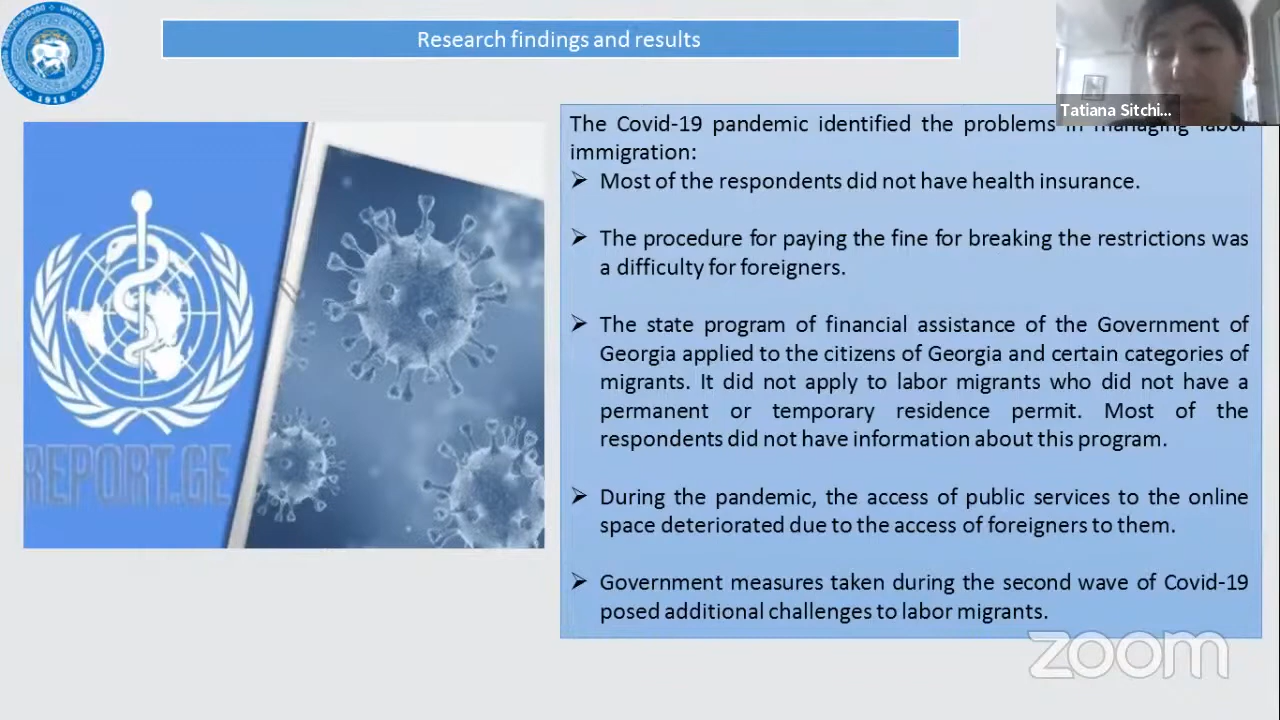 Research findings and results
Tatiana Sitchi...
The Covid-19 pandemic identified the problems in managing labor
immigration:
Most of the respondents did not have health insurance.
The procedure for paying the fine for breaking the restrictions was
a difficulty for foreigners.
The state program of financial assistance of the Government of
Georgia applied to the citizens of Georgia and certain categories of
migrants. It did not apply to labor migrants who did not have a
permanent or temporary residence permit. Most of the
respondents did not have information about this program.
During the pandemic, the access of public services to the online
space deteriorated due to the access of foreigners to them.
Government measures taken during the second wave of Covid-19
posed additional challenges to labor migrants.
REPORT.GE
1918
zoom